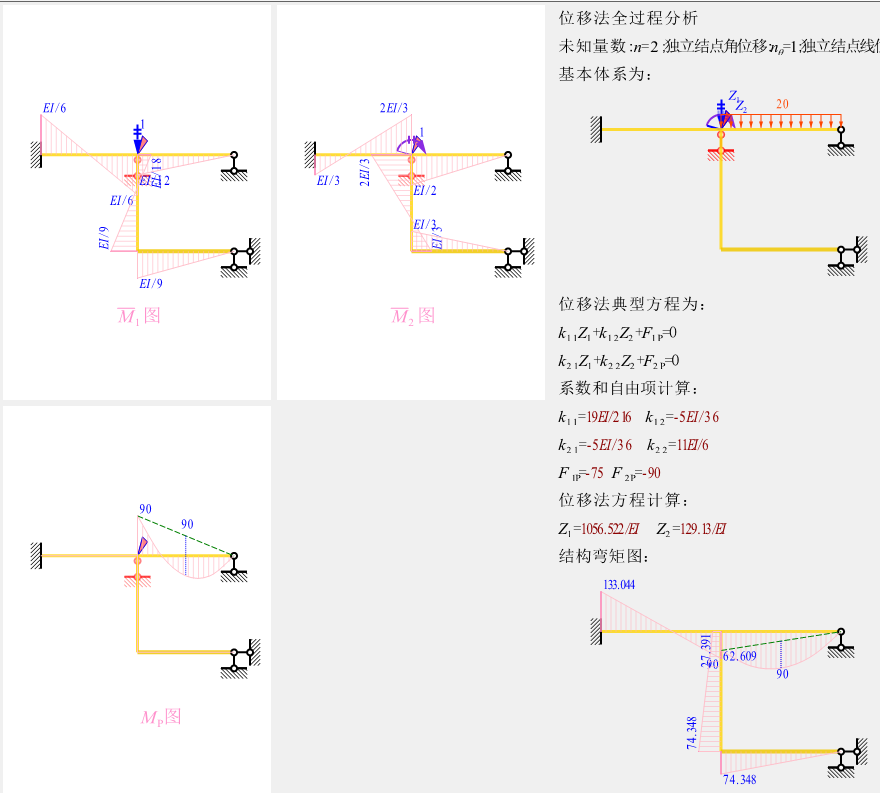 位移法全过程分析
未知量数:n=2;独立结点角位移:nθ=1;独立结点线位
基本体系为:
Z1
Z2
20
位移法典型方程为:
k11Z1+k12Z2+F1P=0
k21Z1+k22Z2+F2P=0
系数和自由项计算:
k11=19EI/216 k12=-5EI/36
k21=-5EI/36 k22=11EI/6
F1P=-75 F2P=-90
位移法方程计算:
Z1=1056.522/EI Z2=129.13/EI
结构弯矩图:
133.044
27.391
90
62.609
90
74.348
74.348
EI/6
1
EI/18
EI/12
EI/6
EI/9
EI/9
M1图
2EI/3
1
EI/3
2EI/3
EI/2
EI/3
EI/3
M2图
90
90
MP图